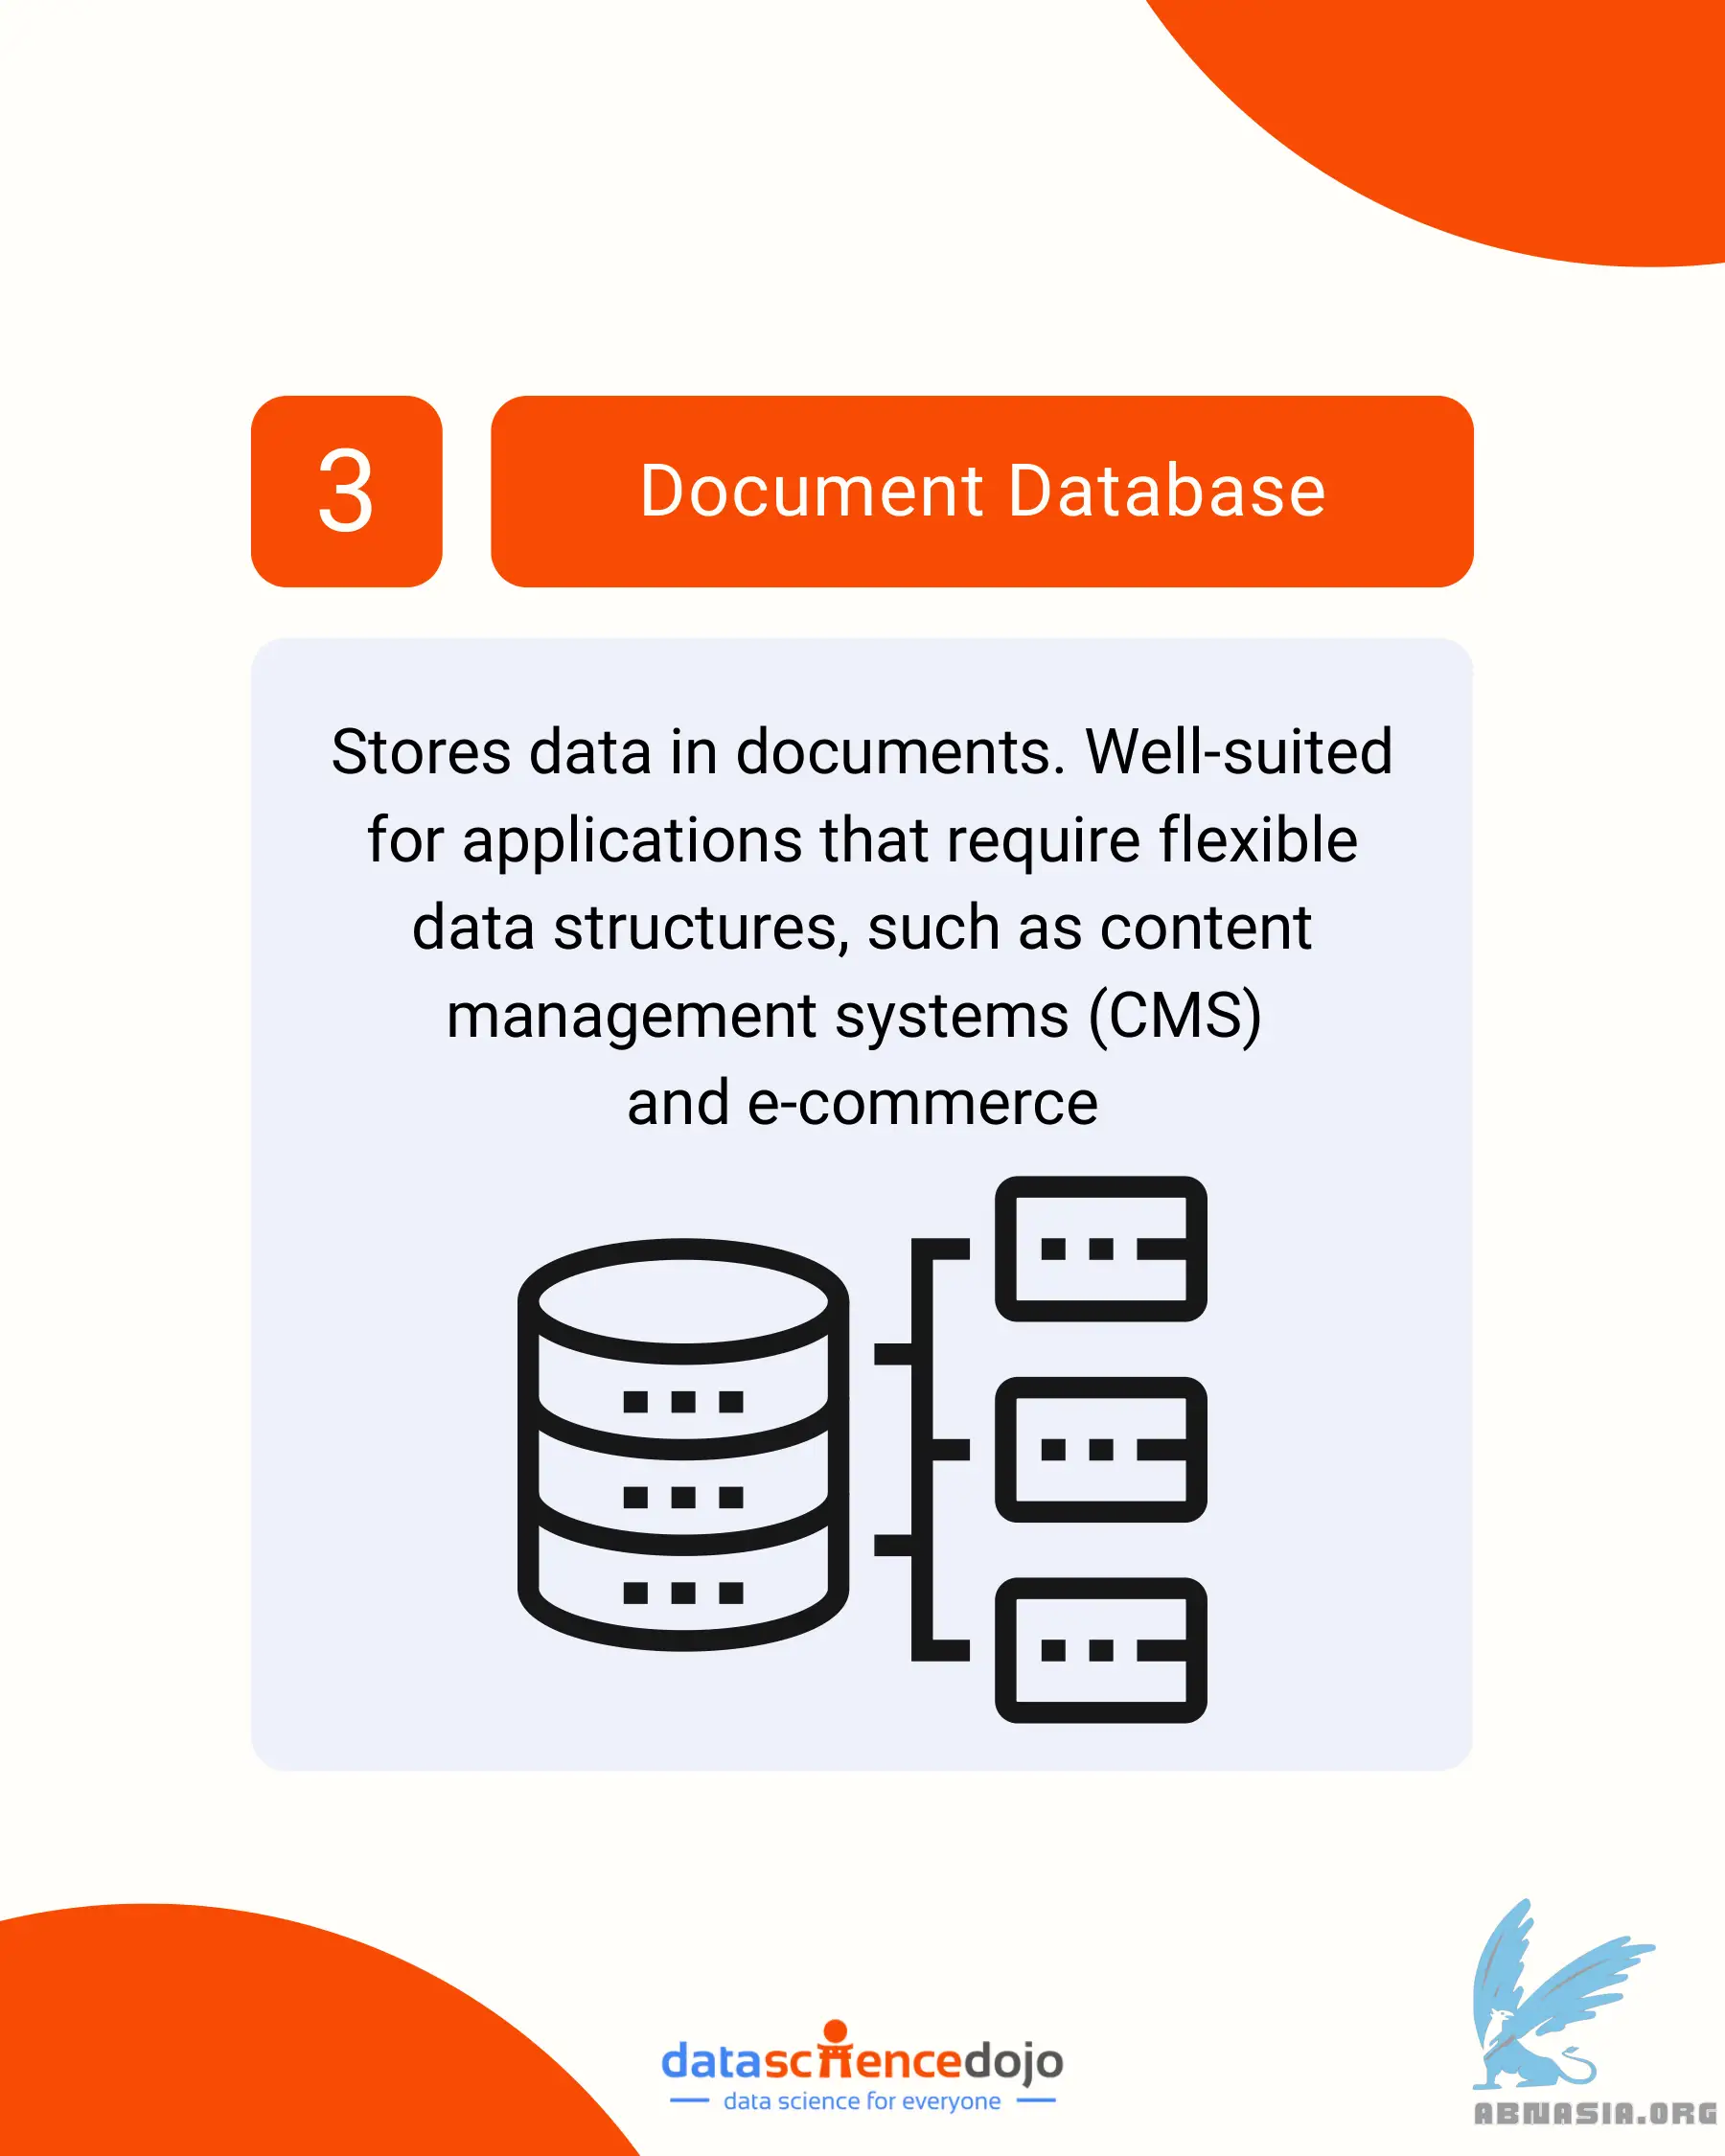 3
Document Database
Stores data in documents. Well-suited
for applications that require flexible
data structures, such as content
management systems (CMS)
and e-commerce
datasciencedojo
data science for everyone
ABNASIA.ORG